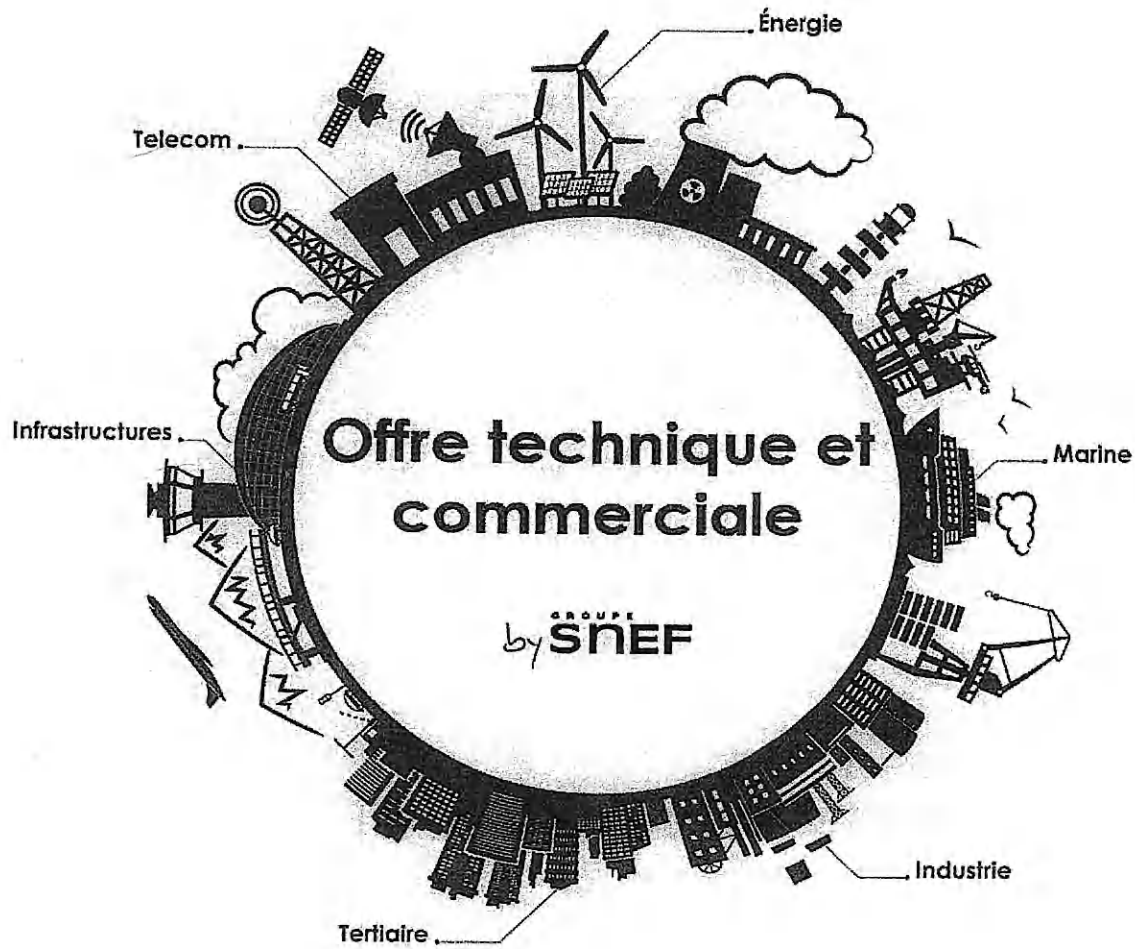 Énergie
Telecom
Infrastructures
Offre technique et
commerciale
Marine
by GROUPE
SNEF
Industrie
Tertiaire